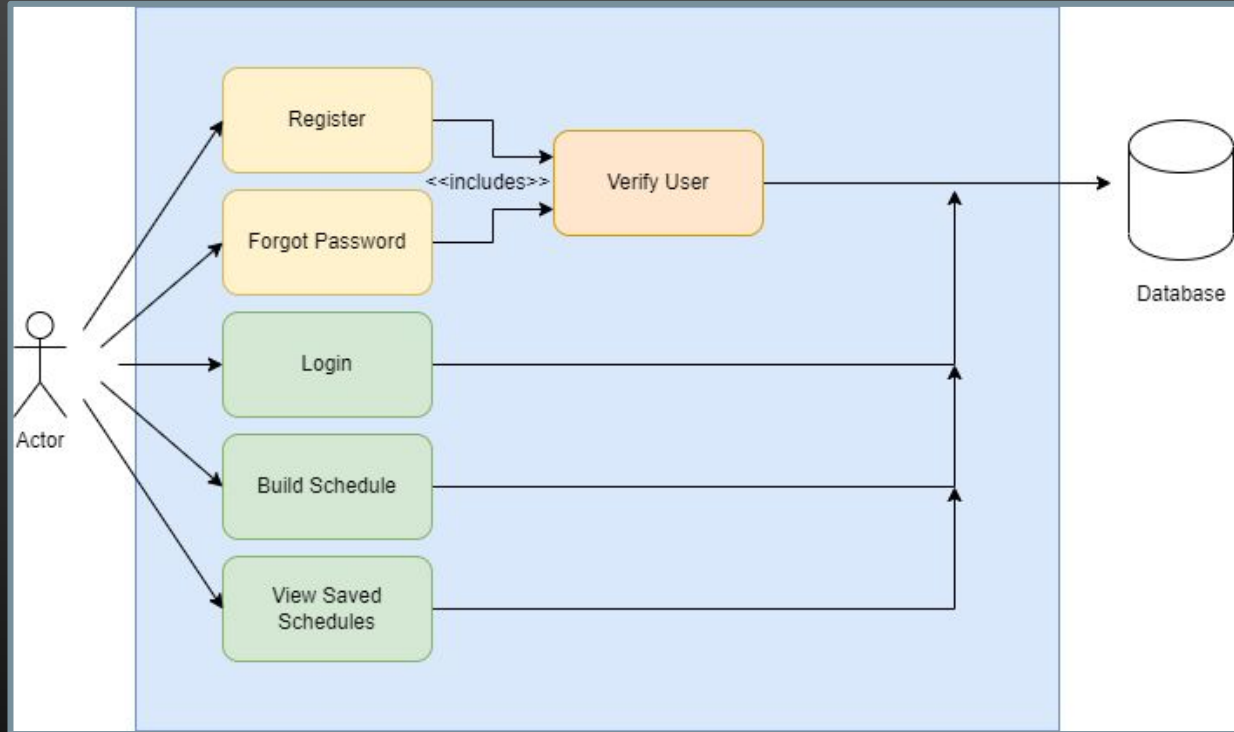 Register
<<includes>>
Verify User
Forgot Password
Database
Login
Actor
Build Schedule
View Saved
Schedules